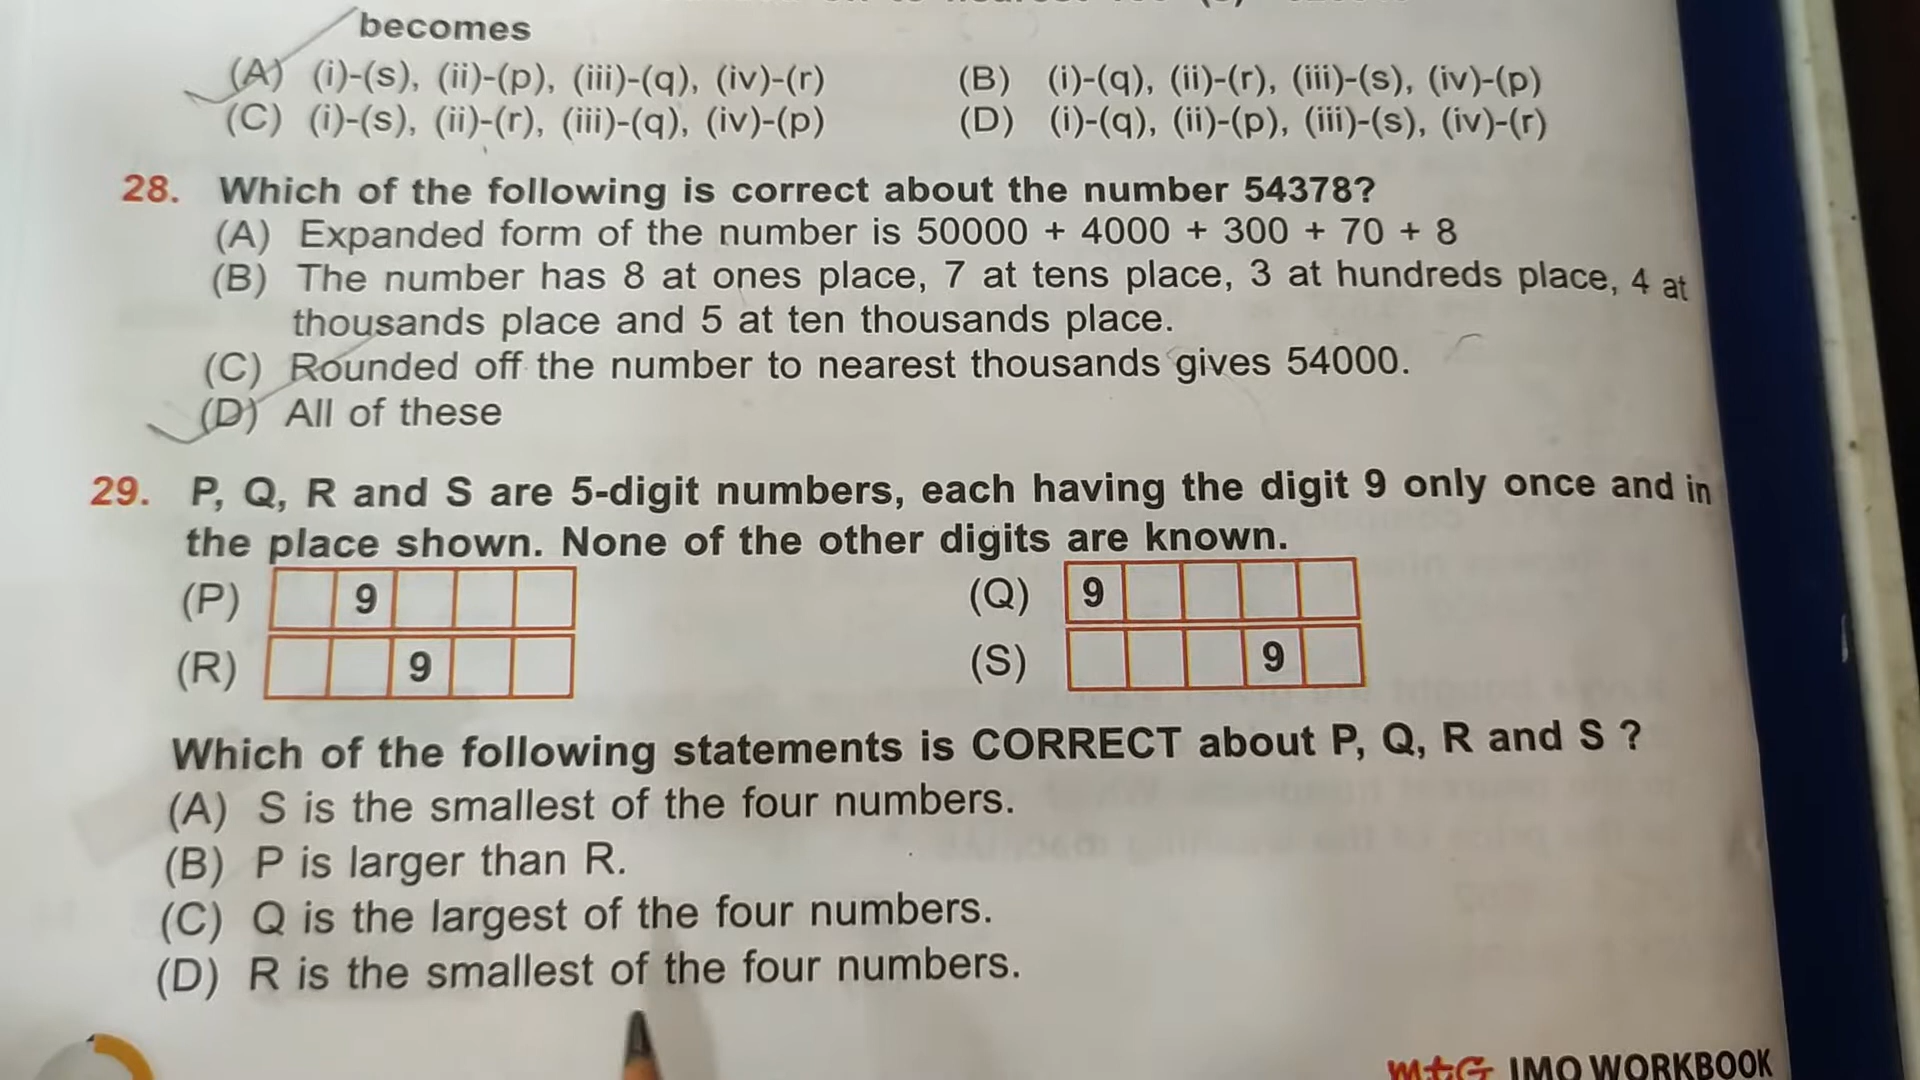 becomes
(A) (i)-(s), (ii)-(p), (iii)-(q), (iv)-(r) (B) (i)-(q), (ii)-(r), (iii)-(s), (iv)-(p)
(C) (i)-(s), (ii)-(r), (iii)-(q), (iv)-(p) (D) (i)-(q), (ii)-(p), (iii)-(s), (iv)-(r)
28. Which of the following is correct about the number 54378?
(A) Expanded form of the number is 50000 + 4000 + 300 + 70 + 8
(B) The number has 8 at ones place, 7 at tens place, 3 at hundreds place, 4 at
thousands place and 5 at ten thousands place.
(C) Rounded off the number to nearest thousands gives 54000.
(D) All of these
29. P, Q, R and S are 5-digit numbers, each having the digit 9 only once and in
the place shown. None of the other digits are known.
(P) 9 (Q) 9
(R) 9 (S) 9
Which of the following statements is CORRECT about P, Q, R and S ?
(A) S is the smallest of the four numbers.
(B) P is larger than R.
(C) Q is the largest of the four numbers.
(D) R is the smallest of the four numbers.
mtG IMO WORKBOOK